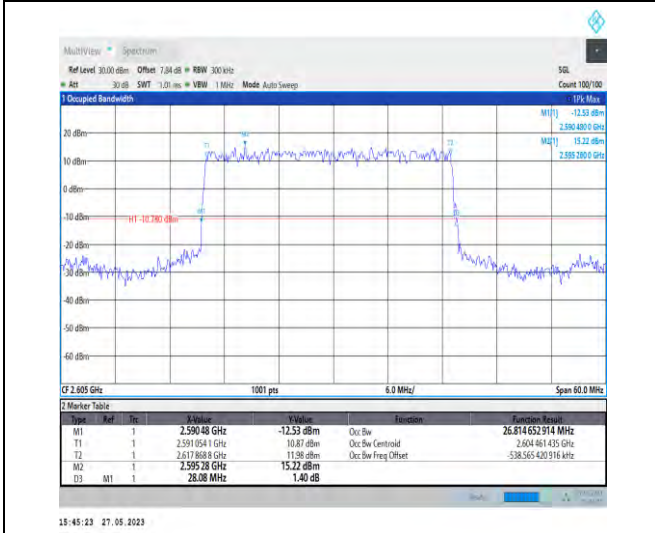 MultiView Spectrum
Ref Level 30.00 dBm Offset 7.84 dB RBW 300 kHz SGL
Att 30 dB SWT 1.01 ms VBW 1 MHz Mode Auto Sweep Count 100/100
1 Occupied Bandwidth 1Pk Max
M1[1] -12.53 dBm
2.590 480 0 GHz
M2[1] 15.22 dBm
2.595 280 0 GHz
20 dBm
T1 M2 T2
10 dBm
0 dBm
-10 dBm H1 -10.780 dBm M1
-20 dBm
-30 dBm
-40 dBm
-50 dBm
-60 dBm
CF 2.605 GHz 1001 pts 6.0 MHz/ Span 60.0 MHz
2 Marker Table
Type Ref Trc X-Value Y-Value Function Function Result
M1 1 2.590 48 GHz -12.53 dBm Occ Bw 26.814 652 914 MHz
T1 1 2.591 054 1 GHz 10.87 dBm Occ Bw Centroid 2.604 461 435 GHz
T2 1 2.617 868 8 GHz 11.98 dBm Occ Bw Freq Offset -538.565 420 916 kHz
M2 1 2.595 28 GHz 15.22 dBm
D3 M1 1 28.08 MHz 1.40 dB
15:45:23 27.05.2023